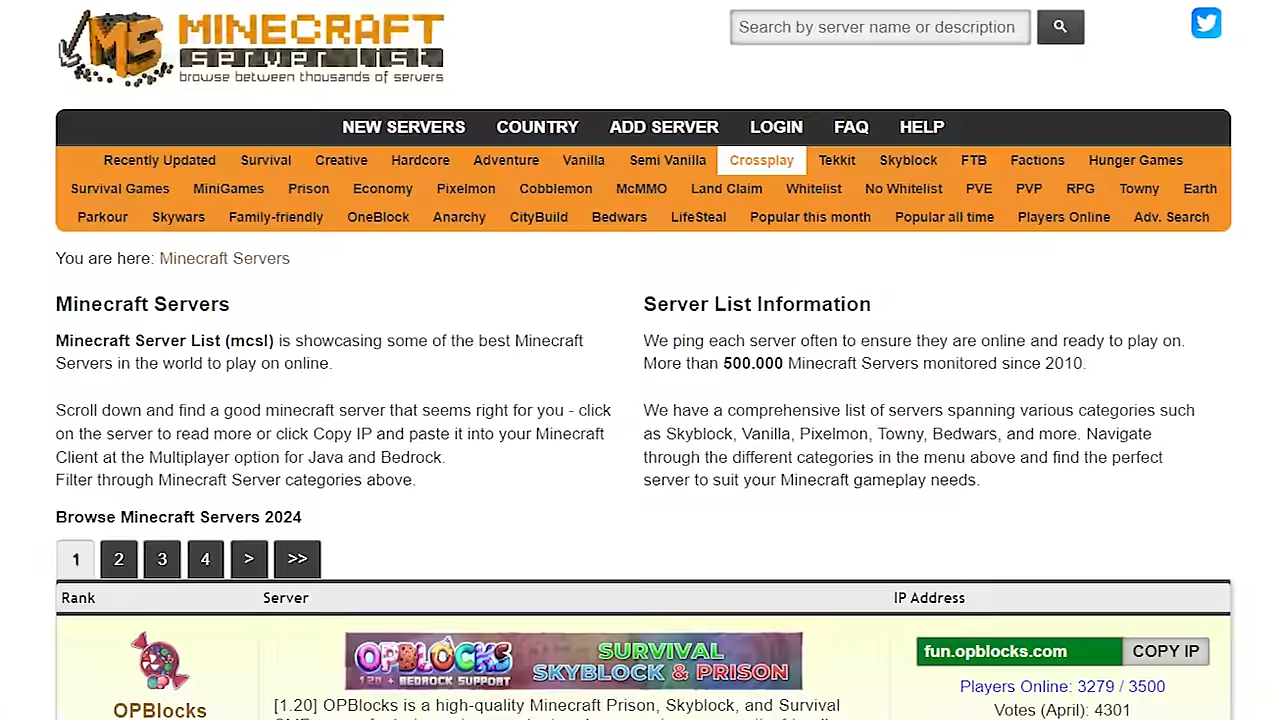 MS MINECRAFT
server list
browse between thousands of servers
Search by server name or description
NEW SERVERS COUNTRY ADD SERVER LOGIN FAQ HELP
Recently Updated Survival Creative Hardcore Adventure Vanilla Semi Vanilla Crossplay Tekkit Skyblock FTB Factions Hunger Games
Survival Games MiniGames Prison Economy Pixelmon Cobblemon McMMO Land Claim Whitelist No Whitelist PVE PVP RPG Towny Earth
Parkour Skywars Family-friendly OneBlock Anarchy CityBuild Bedwars LifeSteal Popular this month Popular all time Players Online Adv. Search
You are here: Minecraft Servers
Minecraft Servers
Minecraft Server List (mcsl) is showcasing some of the best Minecraft
Servers in the world to play on online.
Scroll down and find a good minecraft server that seems right for you - click
on the server to read more or click Copy IP and paste it into your Minecraft
Client at the Multiplayer option for Java and Bedrock.
Filter through Minecraft Server categories above.
Server List Information
We ping each server often to ensure they are online and ready to play on.
More than 500.000 Minecraft Servers monitored since 2010.
We have a comprehensive list of servers spanning various categories such
as Skyblock, Vanilla, Pixelmon, Towny, Bedwars, and more. Navigate
through the different categories in the menu above and find the perfect
server to suit your Minecraft gameplay needs.
Browse Minecraft Servers 2024
1 2 3 4 > >>
Rank Server IP Address
OPBlocks
OPBLOCKS
1.20 + BEDROCK SUPPORT
SURVIVAL
SKYBLOCK & PRISON
[1.20] OPBlocks is a high-quality Minecraft Prison, Skyblock, and Survival
fun.opblocks.com COPY IP
Players Online: 3279 / 3500
Votes (April): 4301